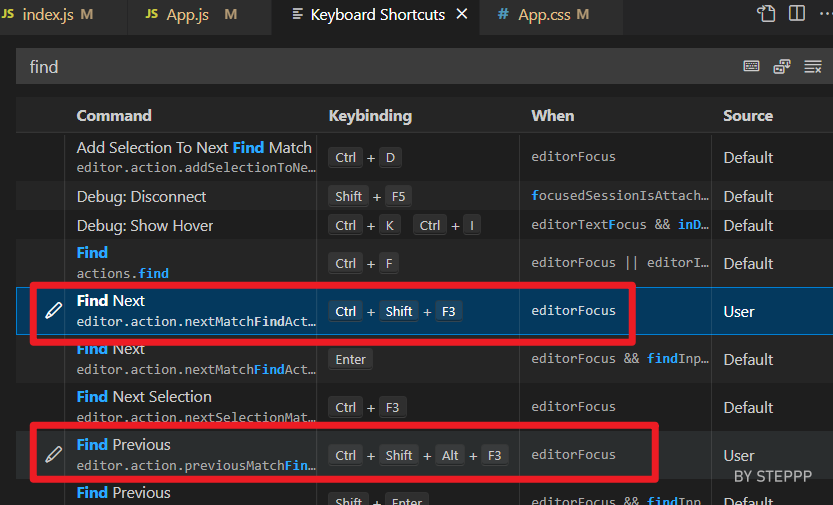 JS index.js M JS App.js M Keyboard Shortcuts # App.css M
find
Command Keybinding When Source
Add Selection To Next Find Match
editor.action.addSelectionToNe… Ctrl + D editorFocus Default
Debug: Disconnect Shift + F5 focusedSessionIsAttach… Default
Debug: Show Hover Ctrl + K Ctrl + I editorTextFocus && inD… Default
Find
actions.find Ctrl + F editorFocus || editorI… Default
Find Next
editor.action.nextMatchFindAct… Ctrl + Shift + F3 editorFocus User
Find Next
editor.action.nextMatchFindAct… Enter editorFocus && findInp… Default
Find Next Selection
editor.action.nextSelectionMat… Ctrl + F3 editorFocus Default
Find Previous
editor.action.previousMatchFin… Ctrl + Shift + Alt + F3 editorFocus User
BY STEPPP
Find Previous Shift + Enter editorFocus && findInp… Default